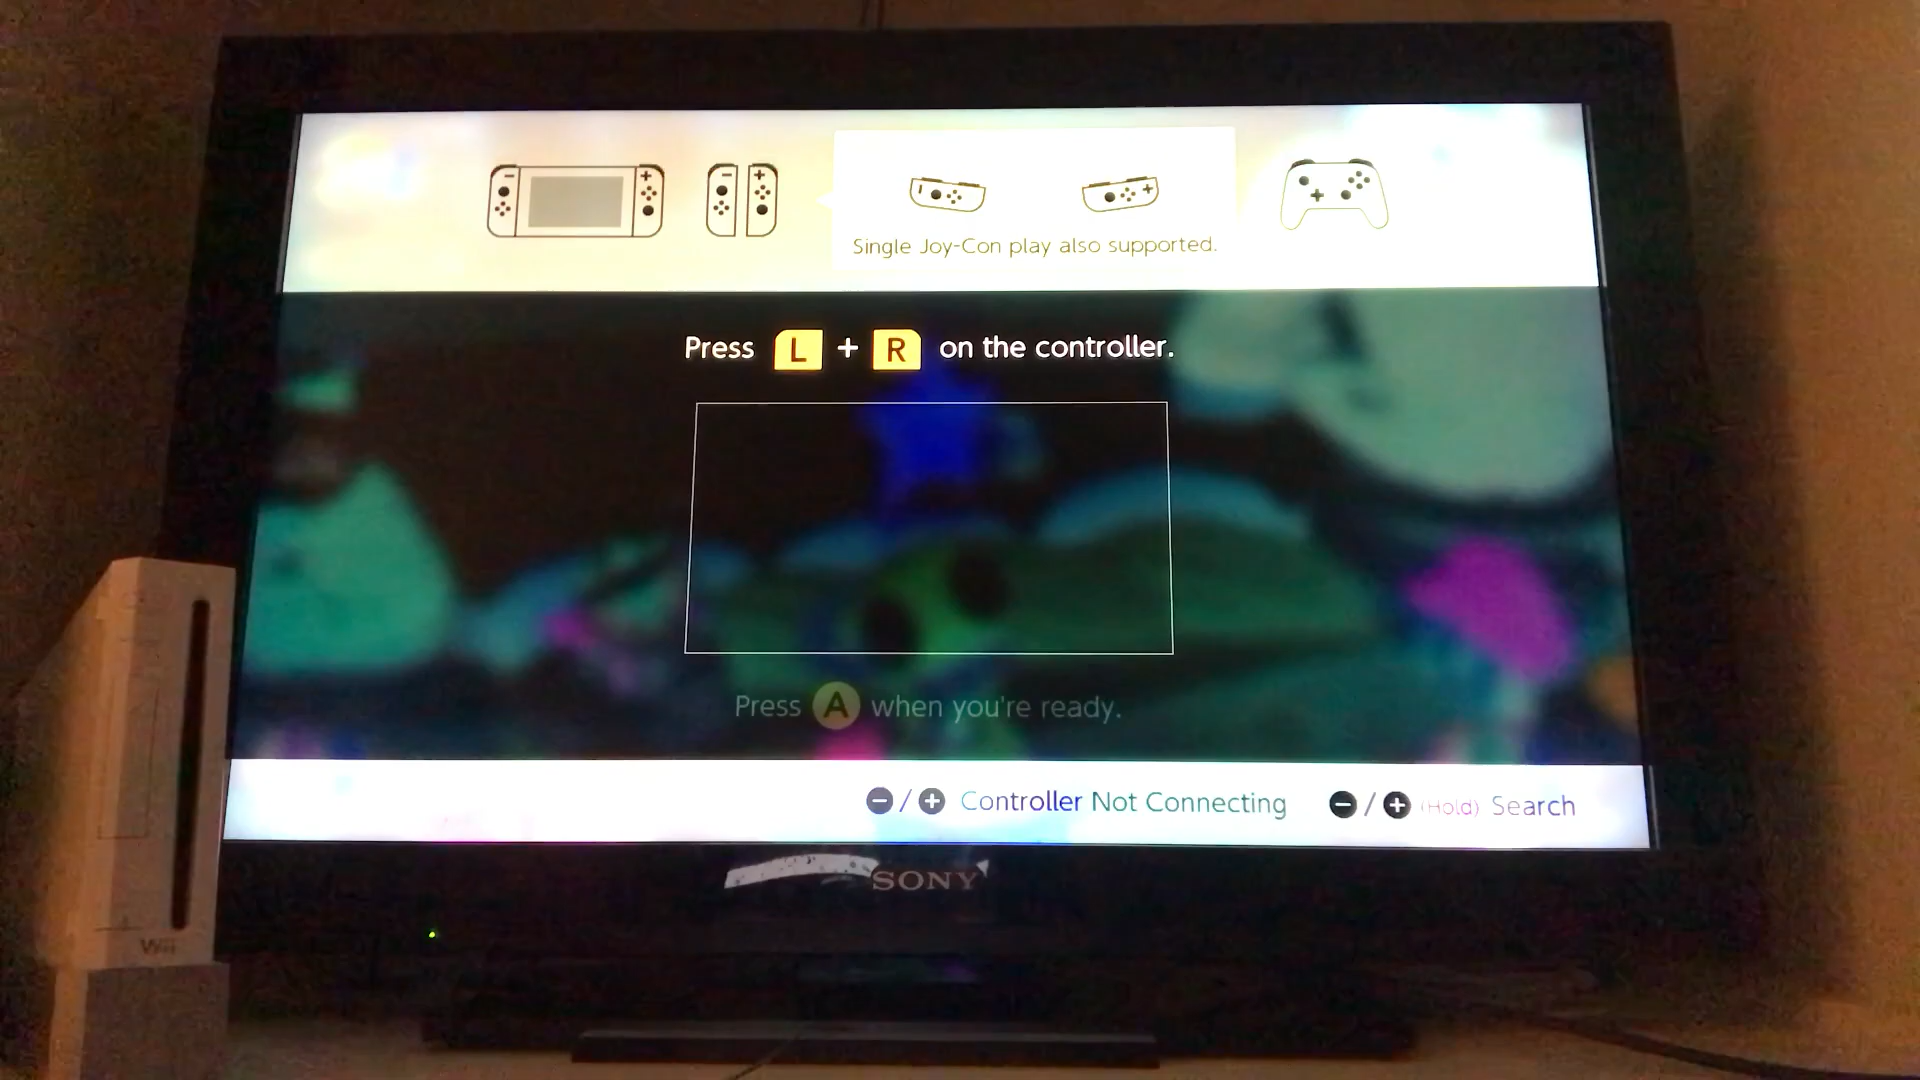 Single Joy-Con play also supported.
Press L + R on the controller.
Press A when you're ready.
-/+ Controller Not Connecting -/+ (Hold) Search
SONY
Wii